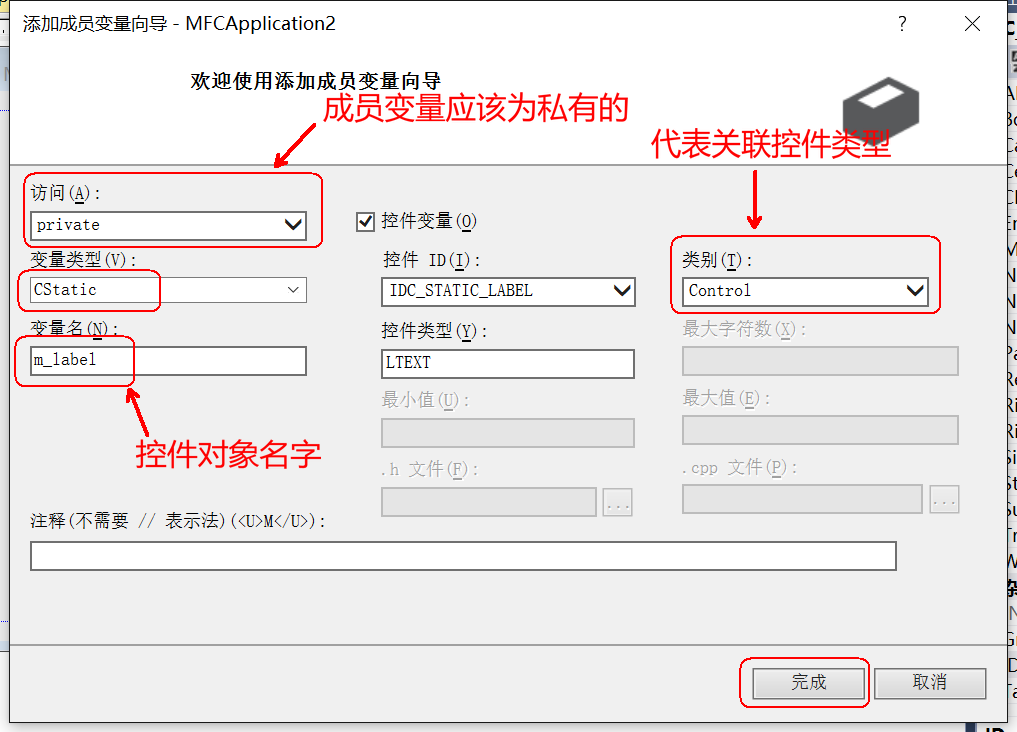 添加成员变量向导 - MFCApplication2
?
欢迎使用添加成员变量向导
成员变量应该为私有的
代表关联控件类型
访问(A):
private
控件变量(O)
变量类型(V):
CStatic
控件 ID(I):
IDC_STATIC_LABEL
类别(T):
Control
变量名(N):
m_label
控件类型(Y):
LTEXT
最大字符数(X):
最小值(U):
最大值(E):
控件对象名字
.h 文件(F):
...
.cpp 文件(P):
...
注释(不需要 // 表示法)(<U>M</U>):
完成
取消